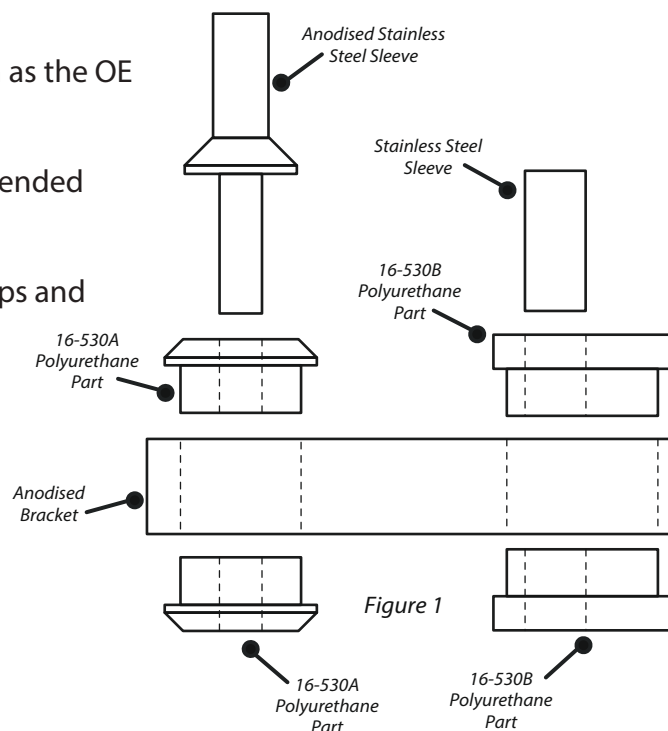 Anodised Stainless
Steel Sleeve
as the OE
Stainless Steel
Sleeve
ended
16-530B
Polyurethane
Part
ps and
16-530A
Polyurethane
Part
Anodised
Bracket
Figure 1
16-530A
Polyurethane
Part
16-530B
Polyurethane
Part